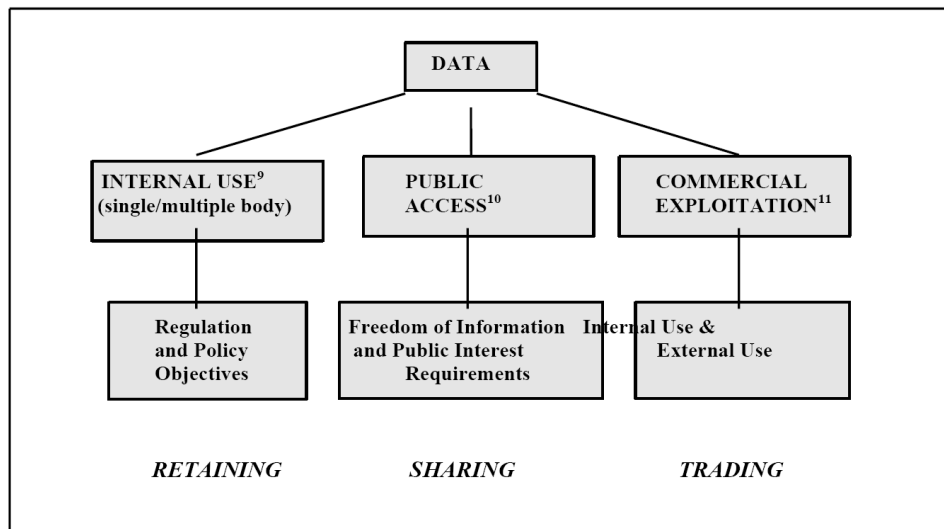 DATA
INTERNAL USE9
(single/multiple body)
PUBLIC
ACCESS10
COMMERCIAL
EXPLOITATION11
Regulation
and Policy
Objectives
Freedom of Information
and Public Interest
Requirements
Internal Use &
External Use
RETAINING
SHARING
TRADING